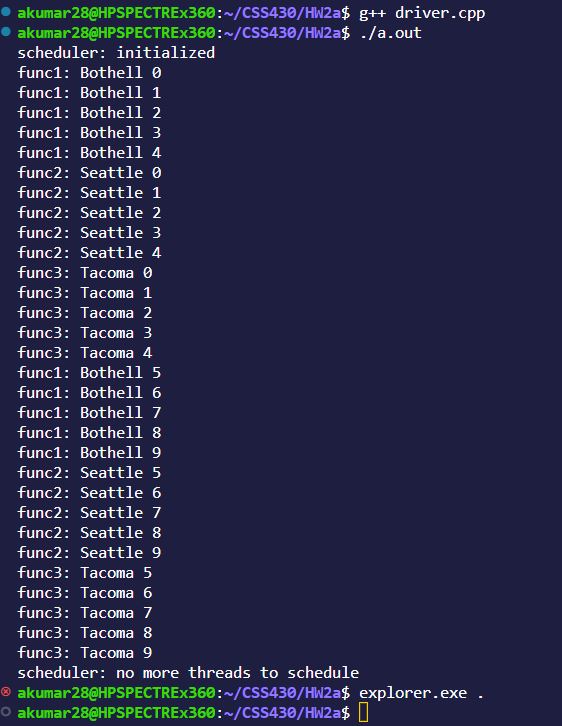 akumar28@HPSPECTREx360:~/CSS430/HW2a$ g++ driver.cpp
akumar28@HPSPECTREx360:~/CSS430/HW2a$ ./a.out
scheduler: initialized
func1: Bothell 0
func1: Bothell 1
func1: Bothell 2
func1: Bothell 3
func1: Bothell 4
func2: Seattle 0
func2: Seattle 1
func2: Seattle 2
func2: Seattle 3
func2: Seattle 4
func3: Tacoma 0
func3: Tacoma 1
func3: Tacoma 2
func3: Tacoma 3
func3: Tacoma 4
func1: Bothell 5
func1: Bothell 6
func1: Bothell 7
func1: Bothell 8
func1: Bothell 9
func2: Seattle 5
func2: Seattle 6
func2: Seattle 7
func2: Seattle 8
func2: Seattle 9
func3: Tacoma 5
func3: Tacoma 6
func3: Tacoma 7
func3: Tacoma 8
func3: Tacoma 9
scheduler: no more threads to schedule
akumar28@HPSPECTREx360:~/CSS430/HW2a$ explorer.exe .
akumar28@HPSPECTREx360:~/CSS430/HW2a$